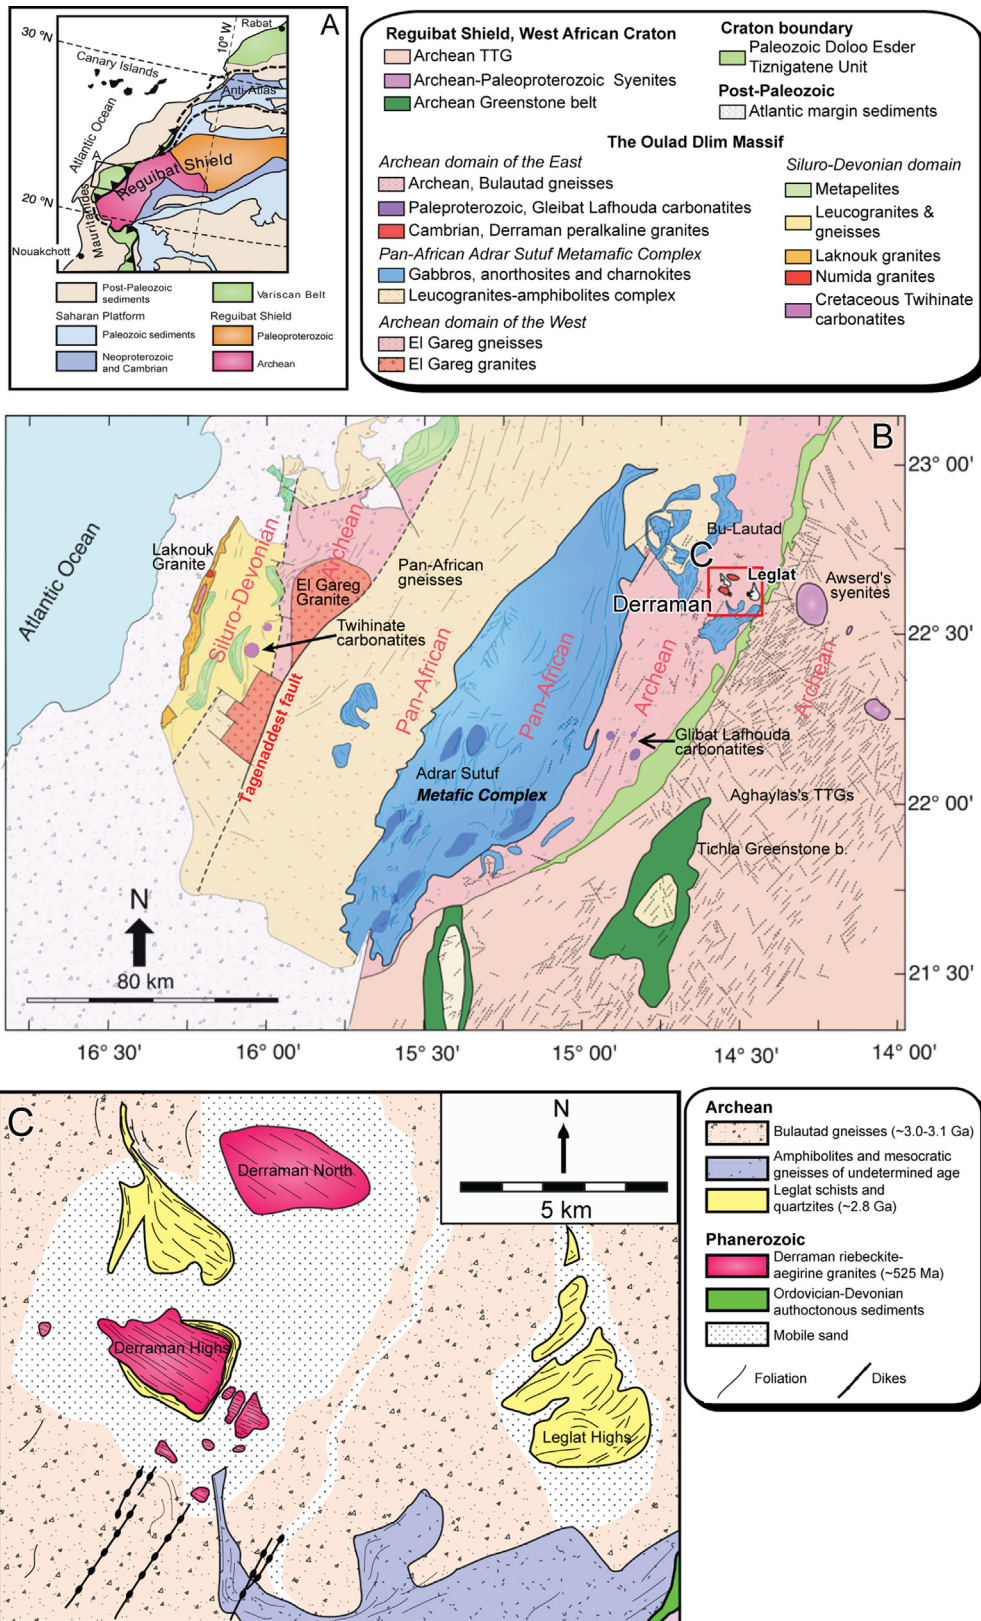 A
30 ºN
10º W
Rabat
Canary Islands
Anti-Atlas
Atlantic Ocean
A
Reguibat Shield
20 ºN
Mauritanides
Nouakchott
Post-Paleozoic
sediments
Variscan Belt
Saharan Platform
Reguibat Shield
Paleozoic sediments
Paleoproterozoic
Neoproterozoic
and Cambrian
Archean
Reguibat Shield, West African Craton
Archean TTG
Archean-Paleoproterozoic Syenites
Archean Greenstone belt
Craton boundary
Paleozoic Doloo Esder
Tiznigatene Unit
Post-Paleozoic
Atlantic margin sediments
The Oulad Dlim Massif
Archean domain of the East
Archean, Bulautad gneisses
Paleproterozoic, Gleibat Lafhouda carbonatites
Cambrian, Derraman peralkaline granites
Pan-African Adrar Sutuf Metamafic Complex
Gabbros, anorthosites and charnokites
Leucogranites-amphibolites complex
Archean domain of the West
El Gareg gneisses
El Gareg granites
Siluro-Devonian domain
Metapelites
Leucogranites &
gneisses
Laknouk granites
Numida granites
Cretaceous Twihinate
carbonatites
B
23° 00'
22° 30'
22° 00'
21° 30'
16° 30'
16° 00'
15° 30'
15° 00'
14° 30'
14° 00'
Atlantic Ocean
Laknouk
Granite
Siluro-Devonian
Archean
El Gareg
Granite
Pan-African
gneisses
Twihinate
carbonatites
Tagenaddest fault
Pan-African
Pan-African
Archean
Archean
Bu-Lautad
C
Leglat
Derraman
Awserd's
syenites
Glibat Lafhouda
carbonatites
Adrar Sutuf
Metafic Complex
Aghaylas's TTGs
Tichla Greenstone b.
N
80 km
C
Derraman North
Derraman Highs
Leglat Highs
N
5 km
Archean
Bulautad gneisses (~3.0-3.1 Ga)
Amphibolites and mesocratic
gneisses of undetermined age
Leglat schists and
quartzites (~2.8 Ga)
Phanerozoic
Derraman riebeckite-
aegirine granites (~525 Ma)
Ordovician-Devonian
authoctonous sediments
Mobile sand
Foliation
Dikes